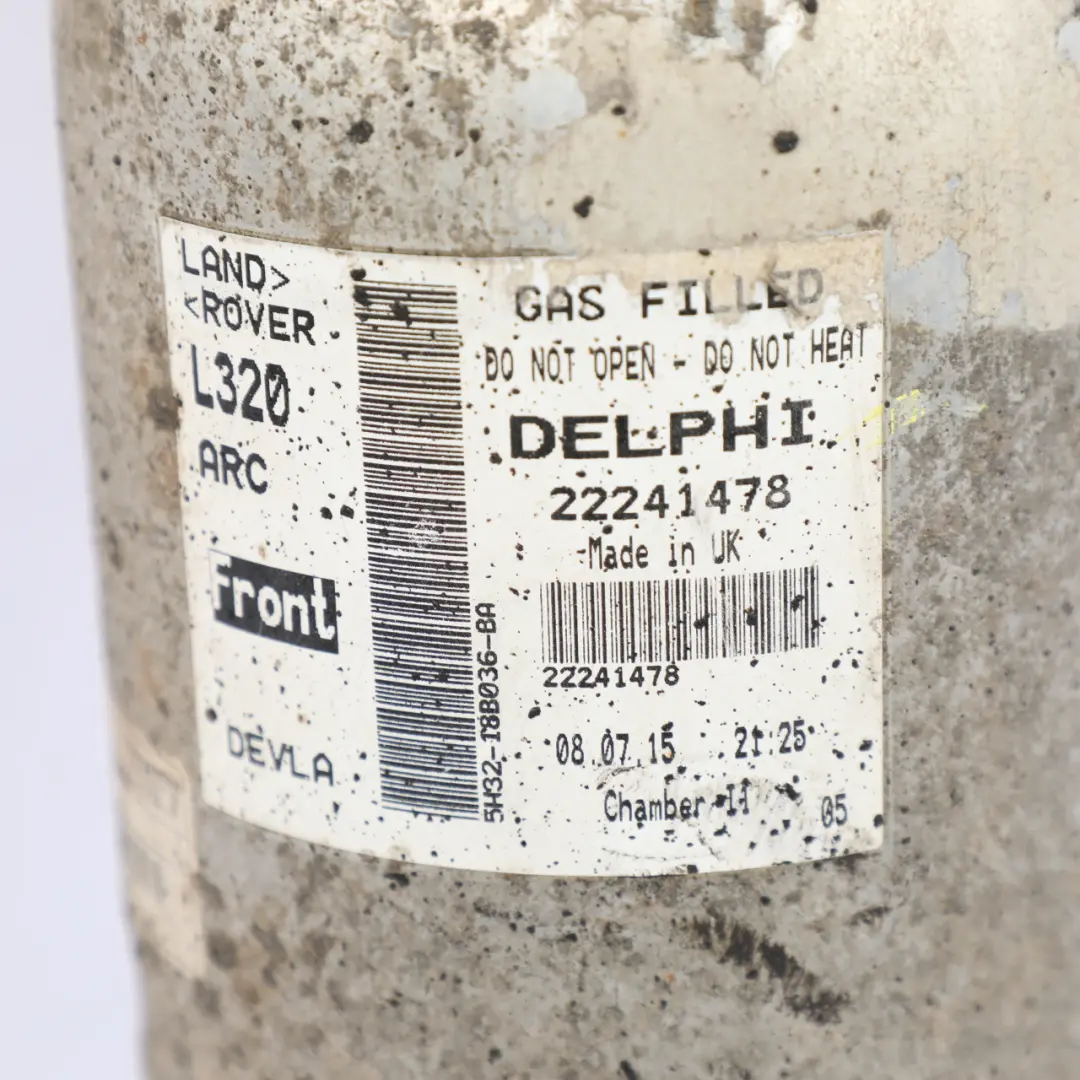 LAND>
<ROVER
L320
ARC
Front
DEVLA
5H32-18B036-BA
GAS FILLED
DO NOT OPEN - DO NOT HEAT
DELPHI
22241478
Made in UK
22241478
08.07.15 21:25
Chamber II 05